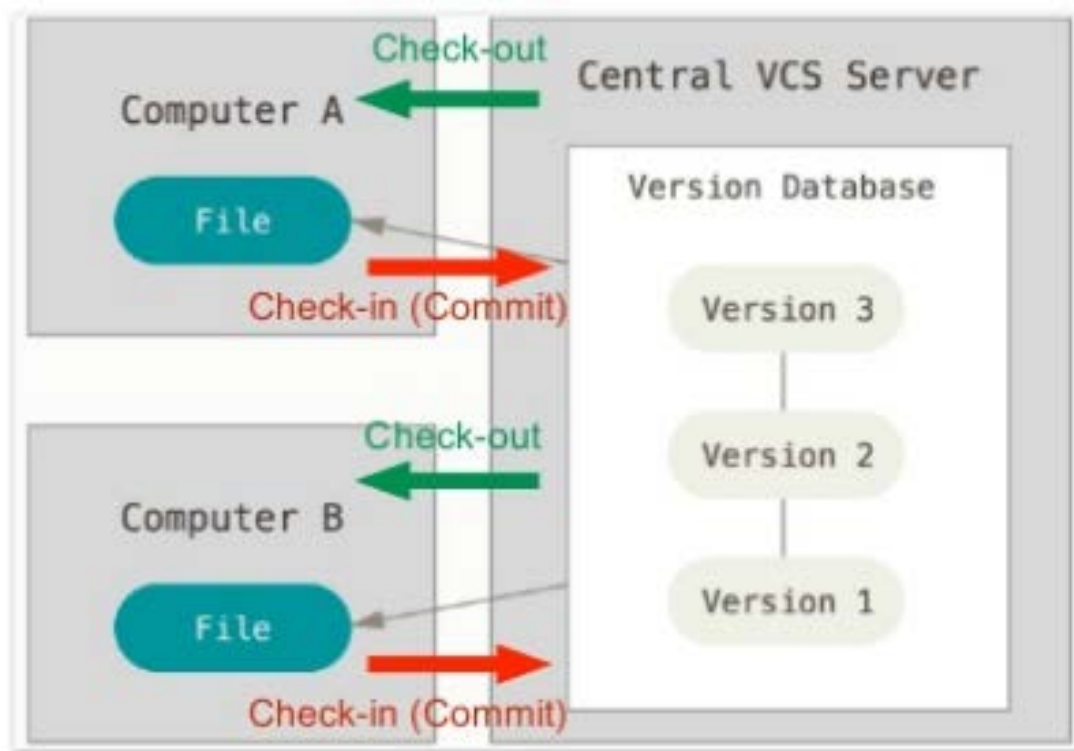 Check-out
Computer A
File
Check-in (Commit)
Check-out
Computer B
File
Check-in (Commit)
Central VCS Server
Version Database
Version 3
Version 2
Version 1